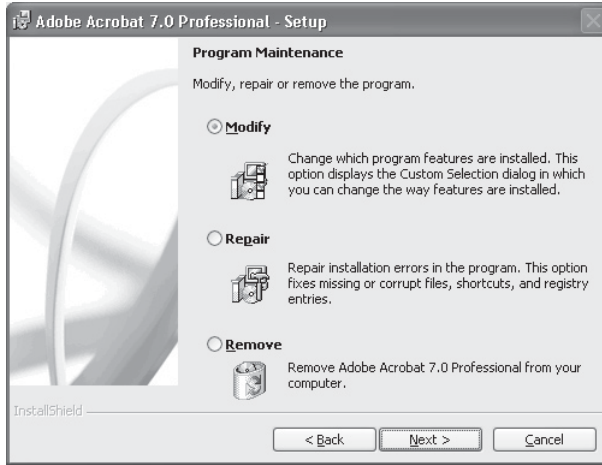 Adobe Acrobat 7.0 Professional - Setup
Program Maintenance
Modify, repair or remove the program.
Modify
Change which program features are installed. This
option displays the Custom Selection dialog in which
you can change the way features are installed.
Repair
Repair installation errors in the program. This option
fixes missing or corrupt files, shortcuts, and registry
entries.
Remove
Remove Adobe Acrobat 7.0 Professional from your
computer.
InstallShield
< Back Next > Cancel